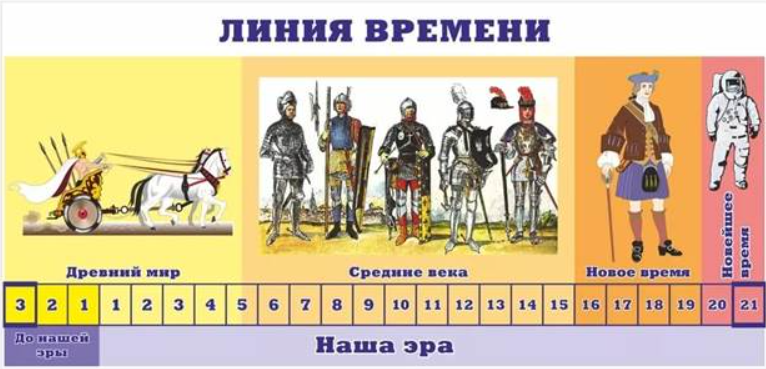 ЛИНИЯ ВРЕМЕНИ
Древний мир
Средние века
Новое время
Новейшее
время
3 2 1 1 2 3 4 5 6 7 8 9 10 11 12 13 14 15 16 17 18 19 20 21
До нашей
эры
Наша эра